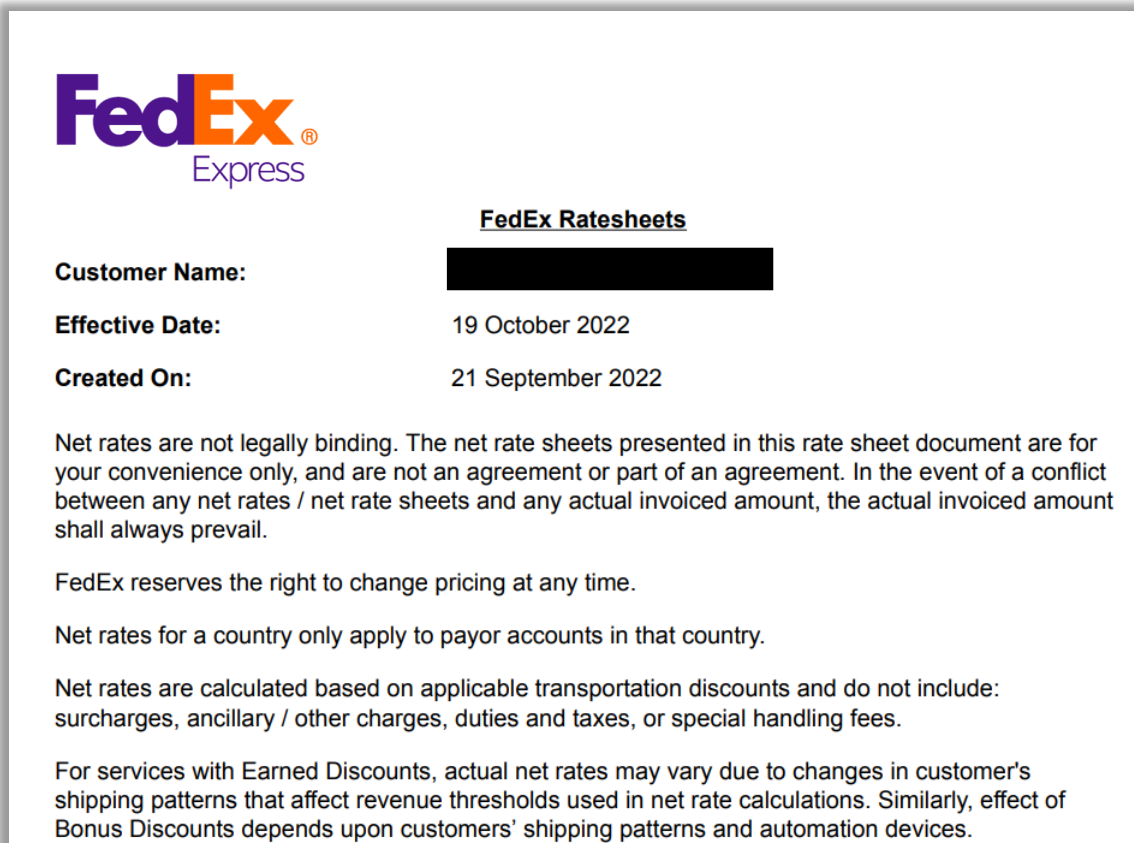 FedEx®
Express
FedEx Ratesheets
Customer Name:
Effective Date: 19 October 2022
Created On: 21 September 2022
Net rates are not legally binding. The net rate sheets presented in this rate sheet document are for
your convenience only, and are not an agreement or part of an agreement. In the event of a conflict
between any net rates / net rate sheets and any actual invoiced amount, the actual invoiced amount
shall always prevail.
FedEx reserves the right to change pricing at any time.
Net rates for a country only apply to payor accounts in that country.
Net rates are calculated based on applicable transportation discounts and do not include:
surcharges, ancillary / other charges, duties and taxes, or special handling fees.
For services with Earned Discounts, actual net rates may vary due to changes in customer's
shipping patterns that affect revenue thresholds used in net rate calculations. Similarly, effect of
Bonus Discounts depends upon customers’ shipping patterns and automation devices.